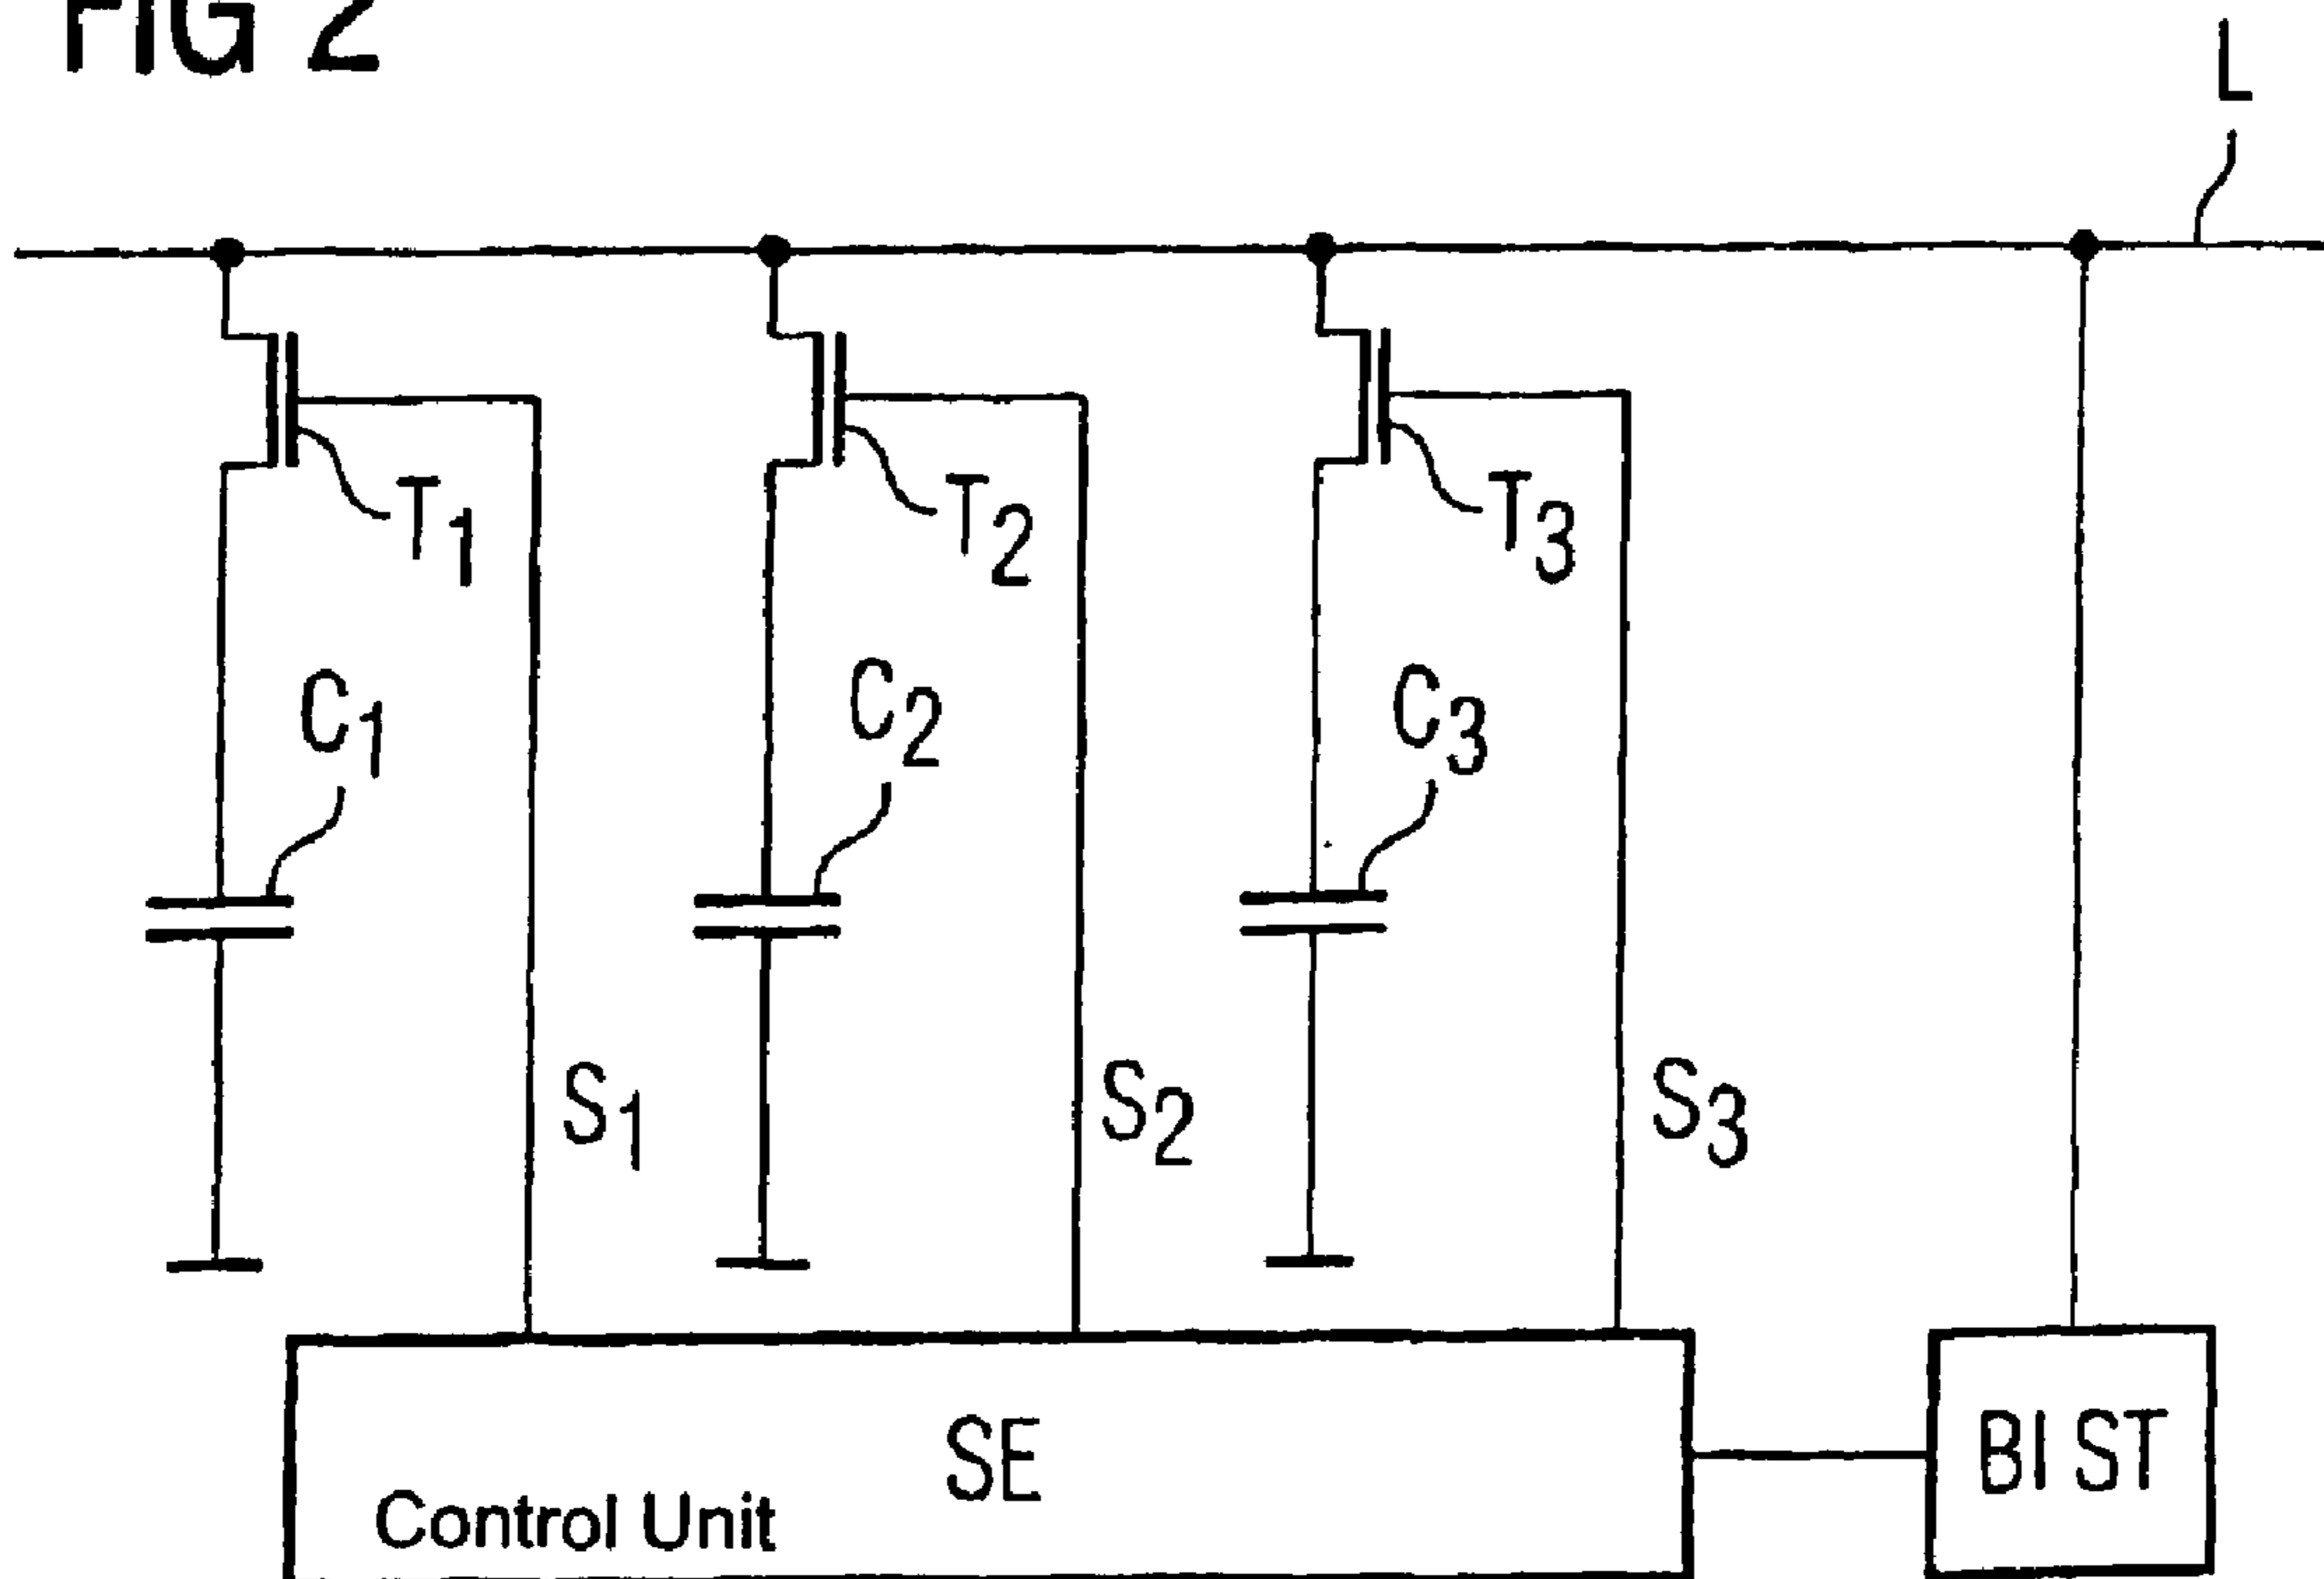 FIG 2
L
T1
T2
T3
C1
C2
C3
S1
S2
S3
SE
BIST
Control Unit